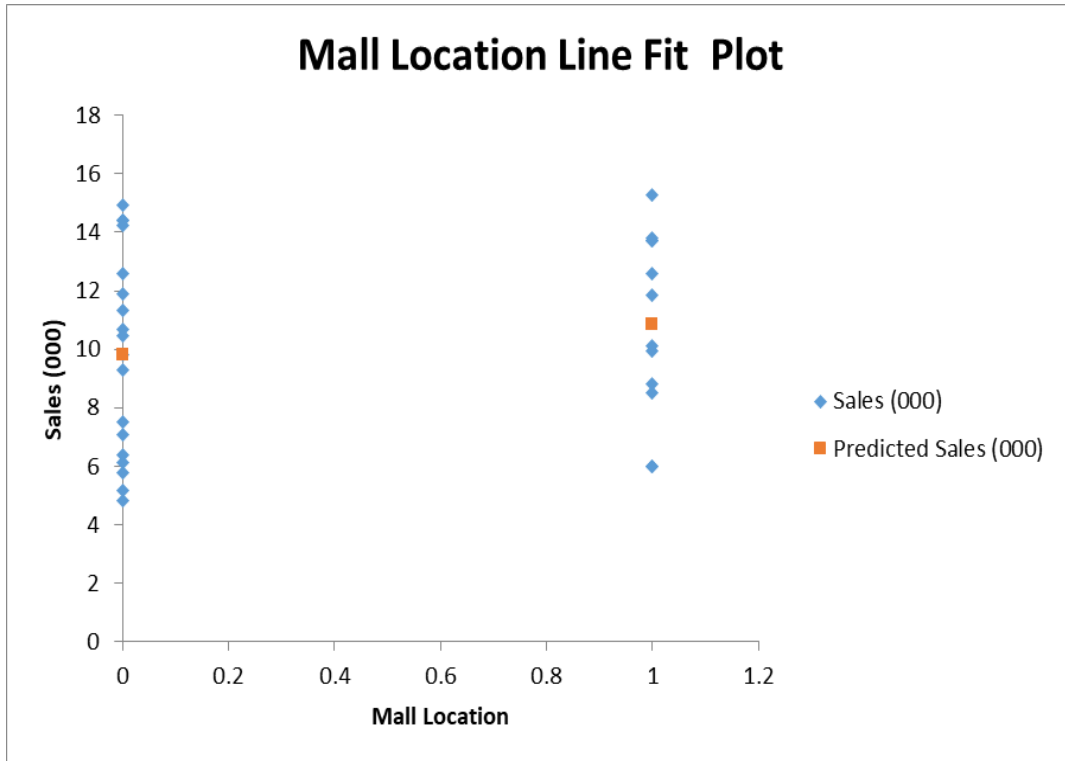 Mall Location Line Fit Plot
18
16
14
12
10
8
6
4
2
0
Sales (000)
0 0.2 0.4 0.6 0.8 1 1.2
Mall Location
Sales (000)
Predicted Sales (000)